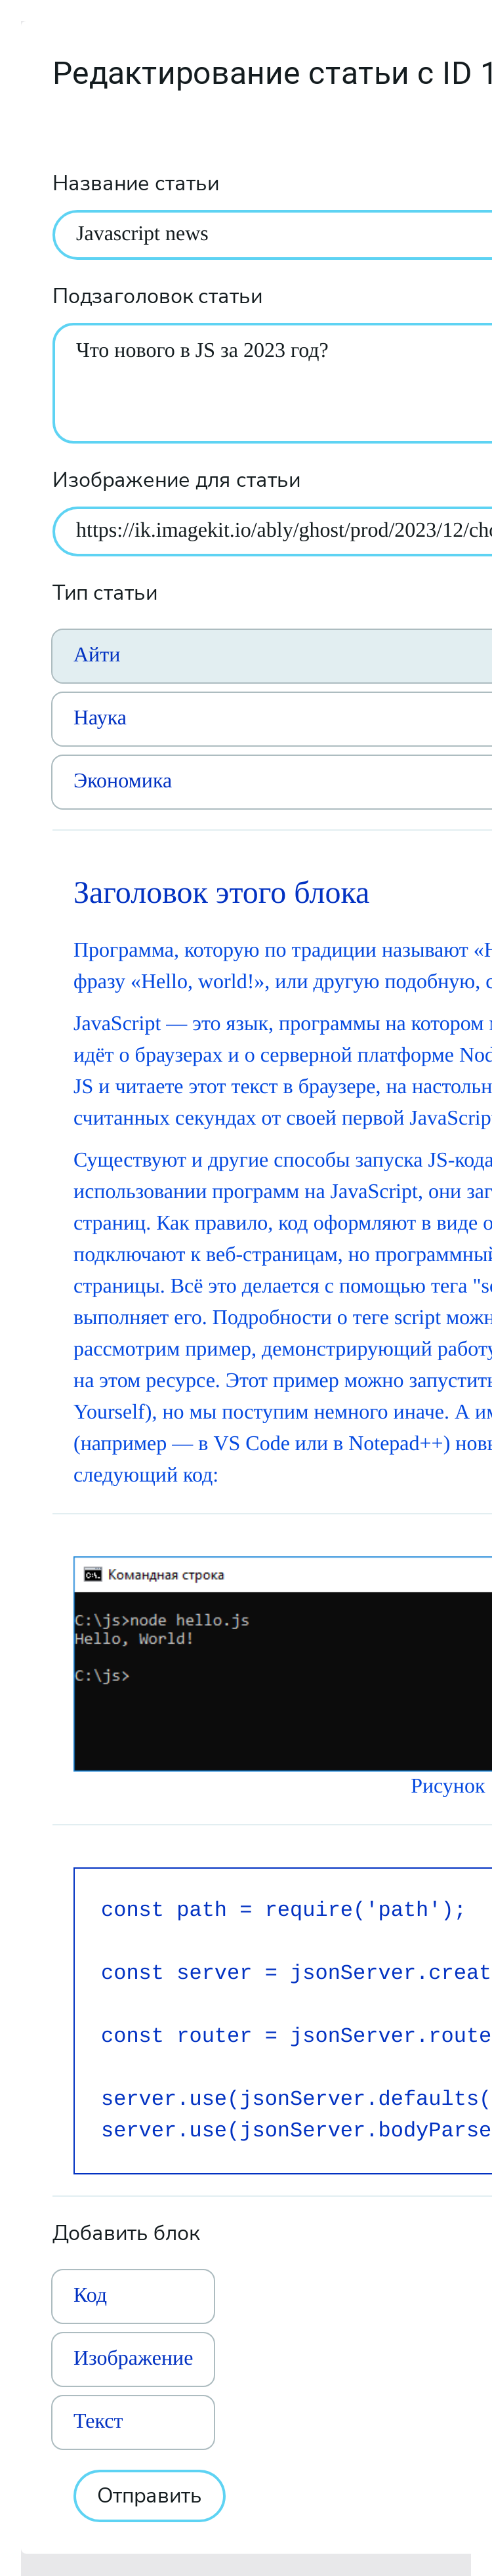 Редактирование статьи с ID 1
Название статьи
Javascript news
Подзаголовок статьи
Что нового в JS за 2023 год?
Изображение для статьи
https://ik.imagekit.io/ably/ghost/prod/2023/12/cho
Тип статьи
Айти
Наука
Экономика
Заголовок этого блока
Программа, которую по традиции называют «H
фразу «Hello, world!», или другую подобную, с
JavaScript — это язык, программы на котором м
идёт о браузерах и о серверной платформе Nod
JS и читаете этот текст в браузере, на настольн
считанных секундах от своей первой JavaScrip
Существуют и другие способы запуска JS-кода
использовании программ на JavaScript, они заг
страниц. Как правило, код оформляют в виде о
подключают к веб-страницам, но программный
страницы. Всё это делается с помощью тега "sc
выполняет его. Подробности о теге script можн
рассмотрим пример, демонстрирующий работу
на этом ресурсе. Этот пример можно запустить
Yourself), но мы поступим немного иначе. А им
(например — в VS Code или в Notepad++) новы
следующий код:
Командная строка
C:\js>node hello.js
Hello, World!
C:\js>
Рисунок
const path = require('path');
const server = jsonServer.creat
const router = jsonServer.route
server.use(jsonServer.defaults(
server.use(jsonServer.bodyParse
Добавить блок
Код
Изображение
Текст
Отправить